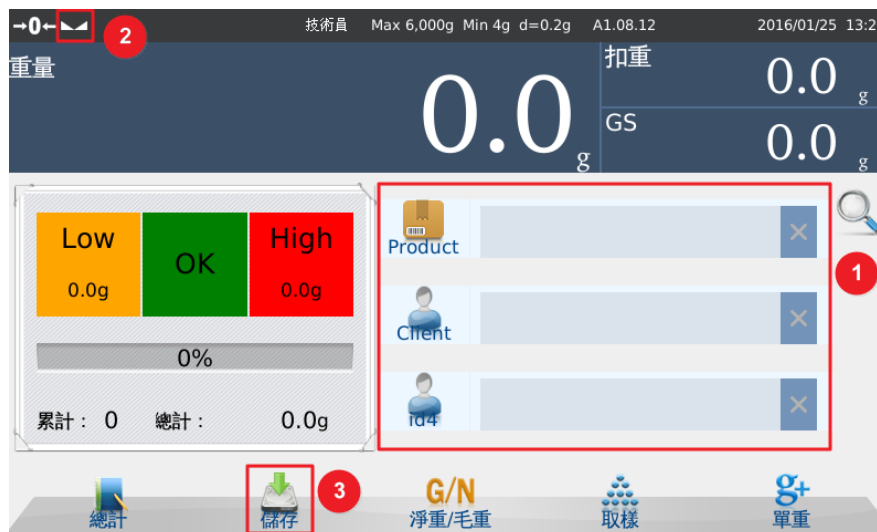 →0←
2
技術員 Max 6,000g Min 4g d=0.2g A1.08.12 2016/01/25 13:2
重量
0.0 g
扣重
0.0 g
GS
0.0 g
Low
0.0g
OK
High
0.0g
0%
累計： 0 總計： 0.0g
Product
Client
id4
1
3
總計
儲存
G/N
淨重/毛重
取樣
g+
單重